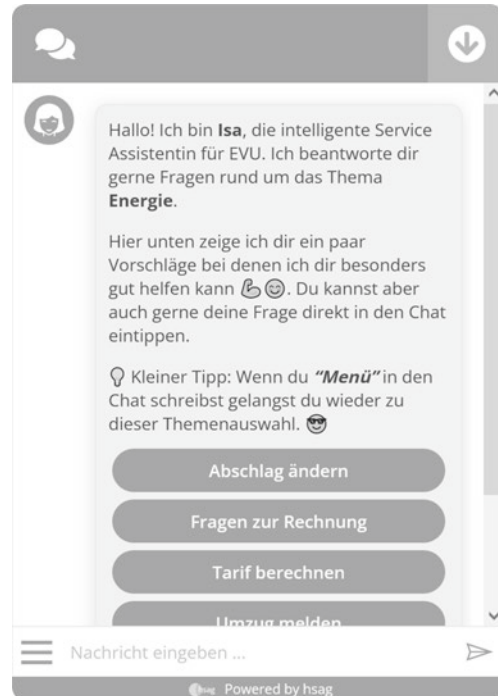 Hallo! Ich bin Isa, die intelligente Service
Assistentin für EVU. Ich beantworte dir
gerne Fragen rund um das Thema
Energie.
Hier unten zeige ich dir ein paar
Vorschläge bei denen ich dir besonders
gut helfen kann 💪😊. Du kannst aber
auch gerne deine Frage direkt in den Chat
eintippen.
💡 Kleiner Tipp: Wenn du "Menü" in den
Chat schreibst gelangst du wieder zu
dieser Themenauswahl. 😎
Abschlag ändern
Fragen zur Rechnung
Tarif berechnen
Umzug melden
Nachricht eingeben ...
hsag Powered by hsag